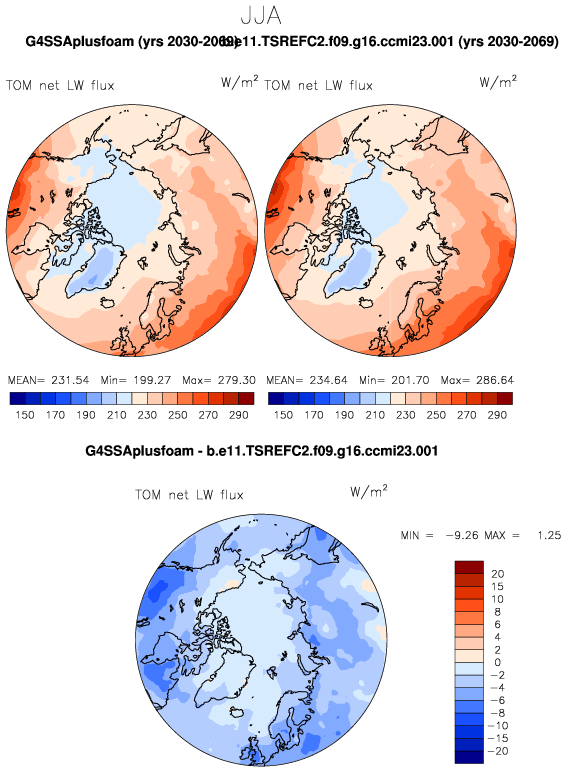 JJA
G4SSAplusfoam (yrs 2030-2069) b.e11.TSREFC2.f09.g16.ccmi23.001 (yrs 2030-2069)
TOM net LW flux W/m² TOM net LW flux W/m²
MEAN= 231.54 Min= 199.27 Max= 279.30 MEAN= 234.64 Min= 201.70 Max= 286.64
150 170 190 210 230 250 270 290 150 170 190 210 230 250 270 290
G4SSAplusfoam - b.e11.TSREFC2.f09.g16.ccmi23.001
TOM net LW flux W/m²
MIN = -9.26 MAX = 1.25
20
15
10
8
6
4
2
0
-2
-4
-6
-8
-10
-15
-20